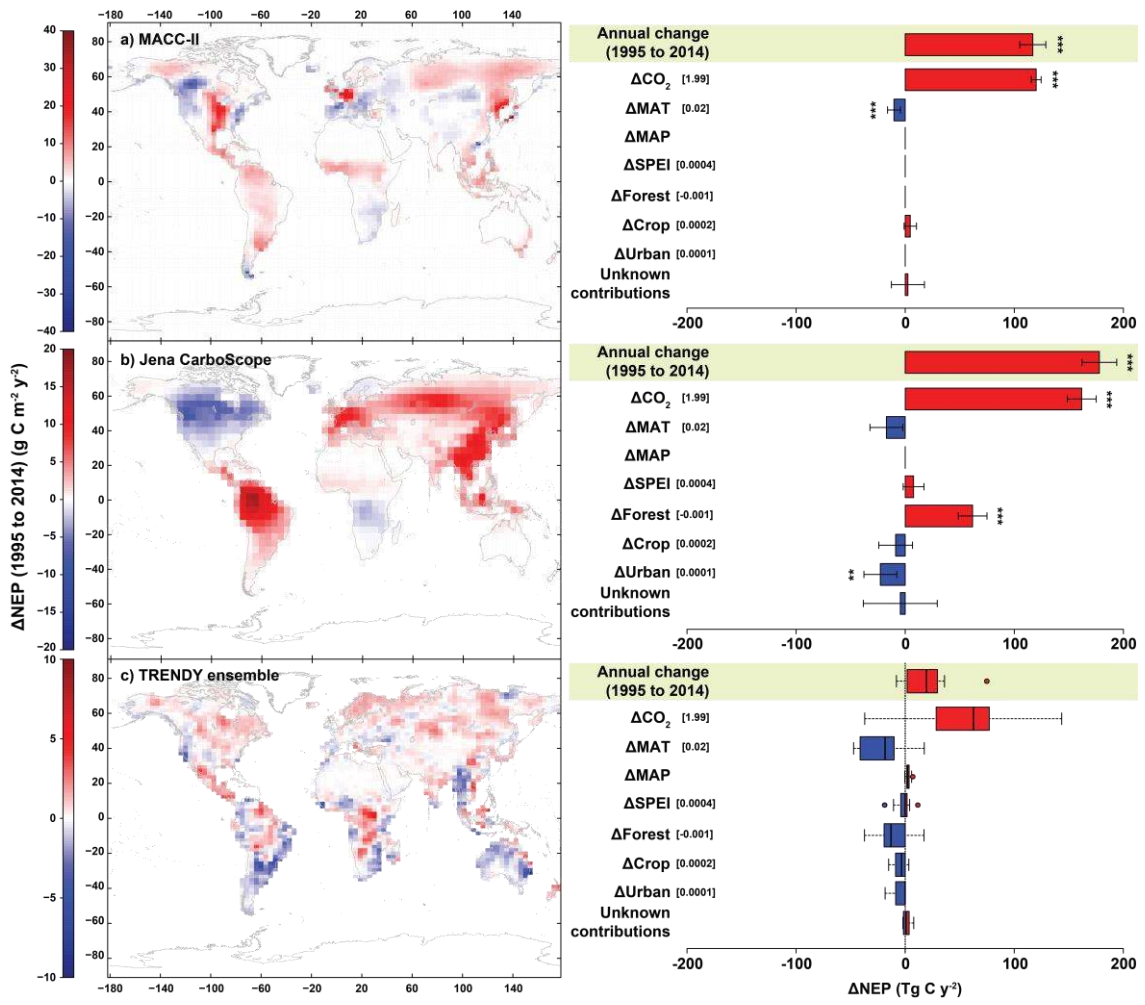 −100 −60 −20 20 60 100 140
ΔNEP (1995 to 2014) (g C m⁻² y⁻²)
40
30
20
10
0
−10
−20
−30
−40
a) MACC-II
80
60
40
20
0
−20
−40
−60
−80
Annual change
(1995 to 2014)
***
ΔCO₂ [1.99]
***
ΔMAT [0.02]
***
ΔMAP
ΔSPEI [0.0004]
ΔForest [-0.001]
ΔCrop [0.0002]
ΔUrban [0.0001]
Unknown
contributions
-200 -100 0 100 200
20
15
10
5
0
−5
−10
−15
−20
b) Jena CarboScope
80
60
40
20
0
−20
−40
−60
−80
Annual change
(1995 to 2014)
***
ΔCO₂ [1.99]
***
ΔMAT [0.02]
ΔMAP
ΔSPEI [0.0004]
ΔForest [-0.001]
***
ΔCrop [0.0002]
ΔUrban [0.0001]
**
Unknown
contributions
-200 -100 0 100 200
10
5
0
−5
−10
c) TRENDY ensemble
80
60
40
20
0
−20
−40
−60
−80
−180 −140 −100 −60 −20 20 60 100 140
Annual change
(1995 to 2014)
ΔCO₂ [1.99]
ΔMAT [0.02]
ΔMAP
ΔSPEI [0.0004]
ΔForest [-0.001]
ΔCrop [0.0002]
ΔUrban [0.0001]
Unknown
contributions
-200 -100 0 100 200
ΔNEP (Tg C y⁻²)